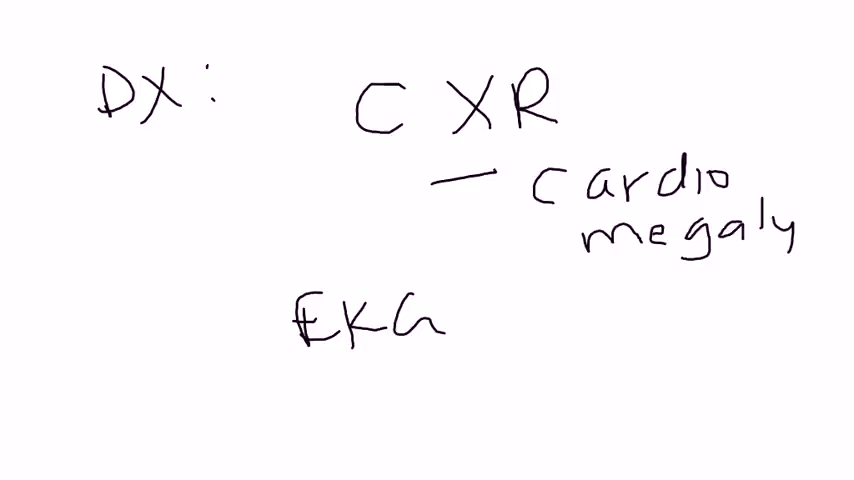 DX: CXR
— cardio
megaly
EKG